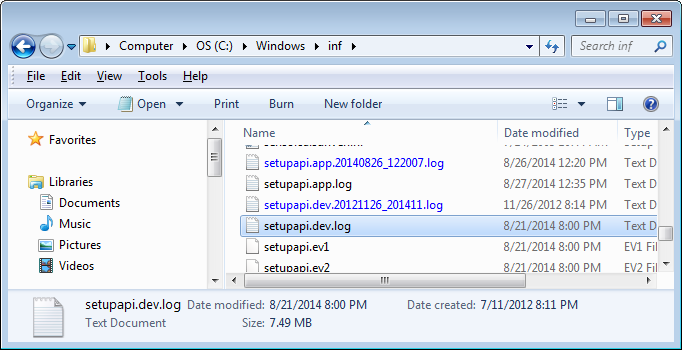 Computer OS (C:) Windows inf
Search inf
File Edit View Tools Help
Organize Open Print Burn New folder
Favorites
Libraries
Documents
Music
Pictures
Videos
Name Date modified Type
setupapi.app.20140826_122007.log 8/26/2014 12:20 PM Text D
setupapi.app.log 8/27/2014 12:35 PM Text D
setupapi.dev.20121126_201411.log 11/26/2012 8:14 PM Text D
setupapi.dev.log 8/21/2014 8:00 PM Text D
setupapi.ev1 8/21/2014 8:00 PM EV1 Fil
setupapi.ev2 8/21/2014 8:00 PM EV2 Fil
setupapi.dev.log Date modified: 8/21/2014 8:00 PM Date created: 7/11/2012 8:11 PM
Text Document Size: 7.49 MB